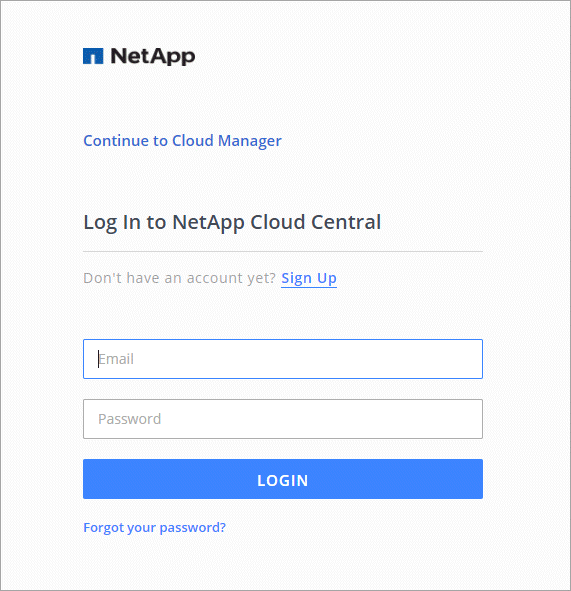 NetApp
Continue to Cloud Manager
Log In to NetApp Cloud Central
Don't have an account yet? Sign Up
Email
Password
LOGIN
Forgot your password?